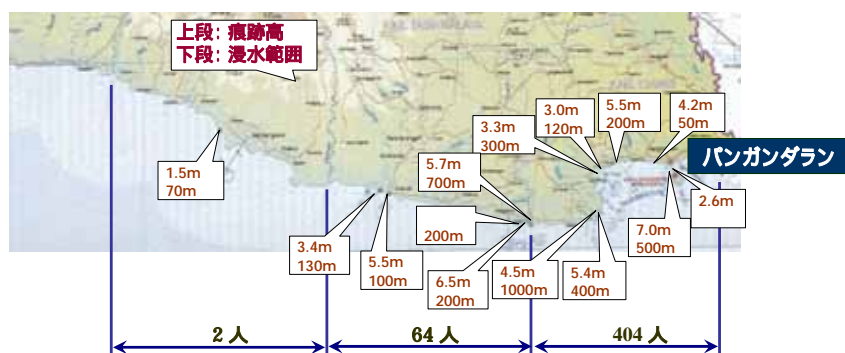 上段：痕跡高
下段：浸水範囲
3.0m
120m
5.5m
200m
4.2m
50m
3.3m
300m
パンガンダラン
5.7m
700m
1.5m
70m
2.6m
200m
7.0m
500m
3.4m
130m
5.5m
100m
6.5m
200m
4.5m
1000m
5.4m
400m
2 人
64 人
404 人